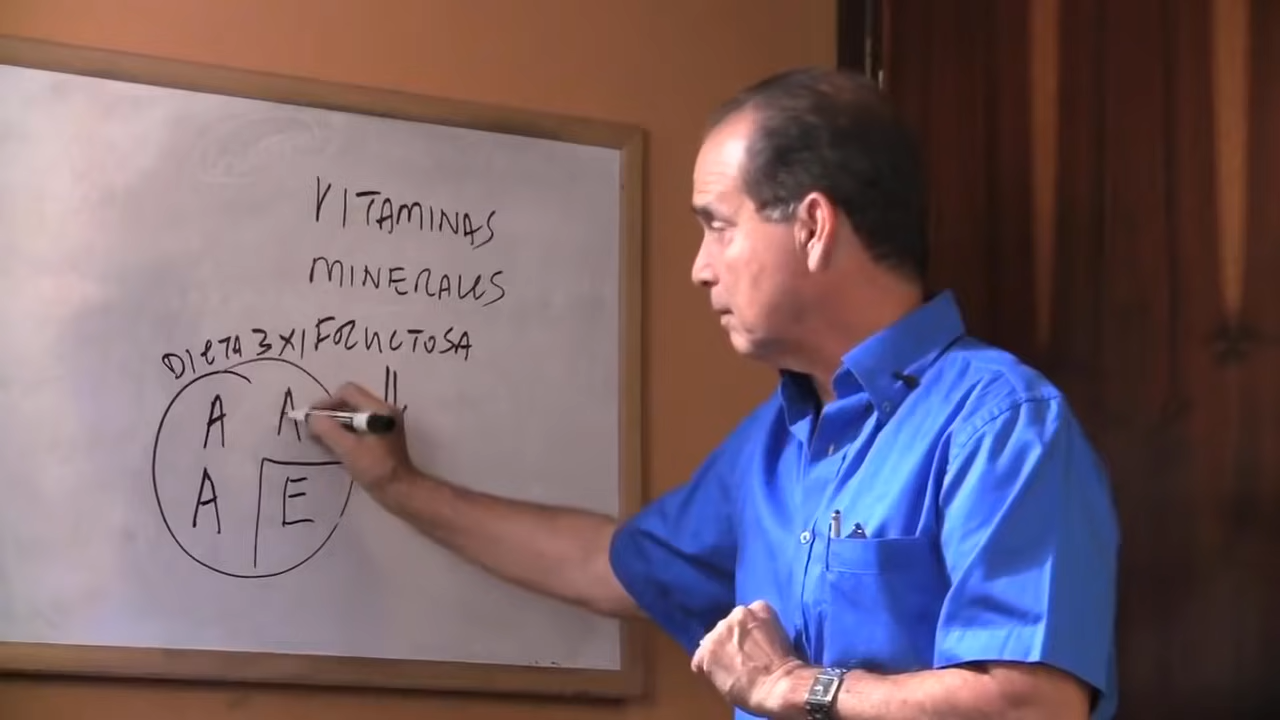 VITAMINAS
MINERALES
DIETA 3X1 FRUCTOSA
A A
A E